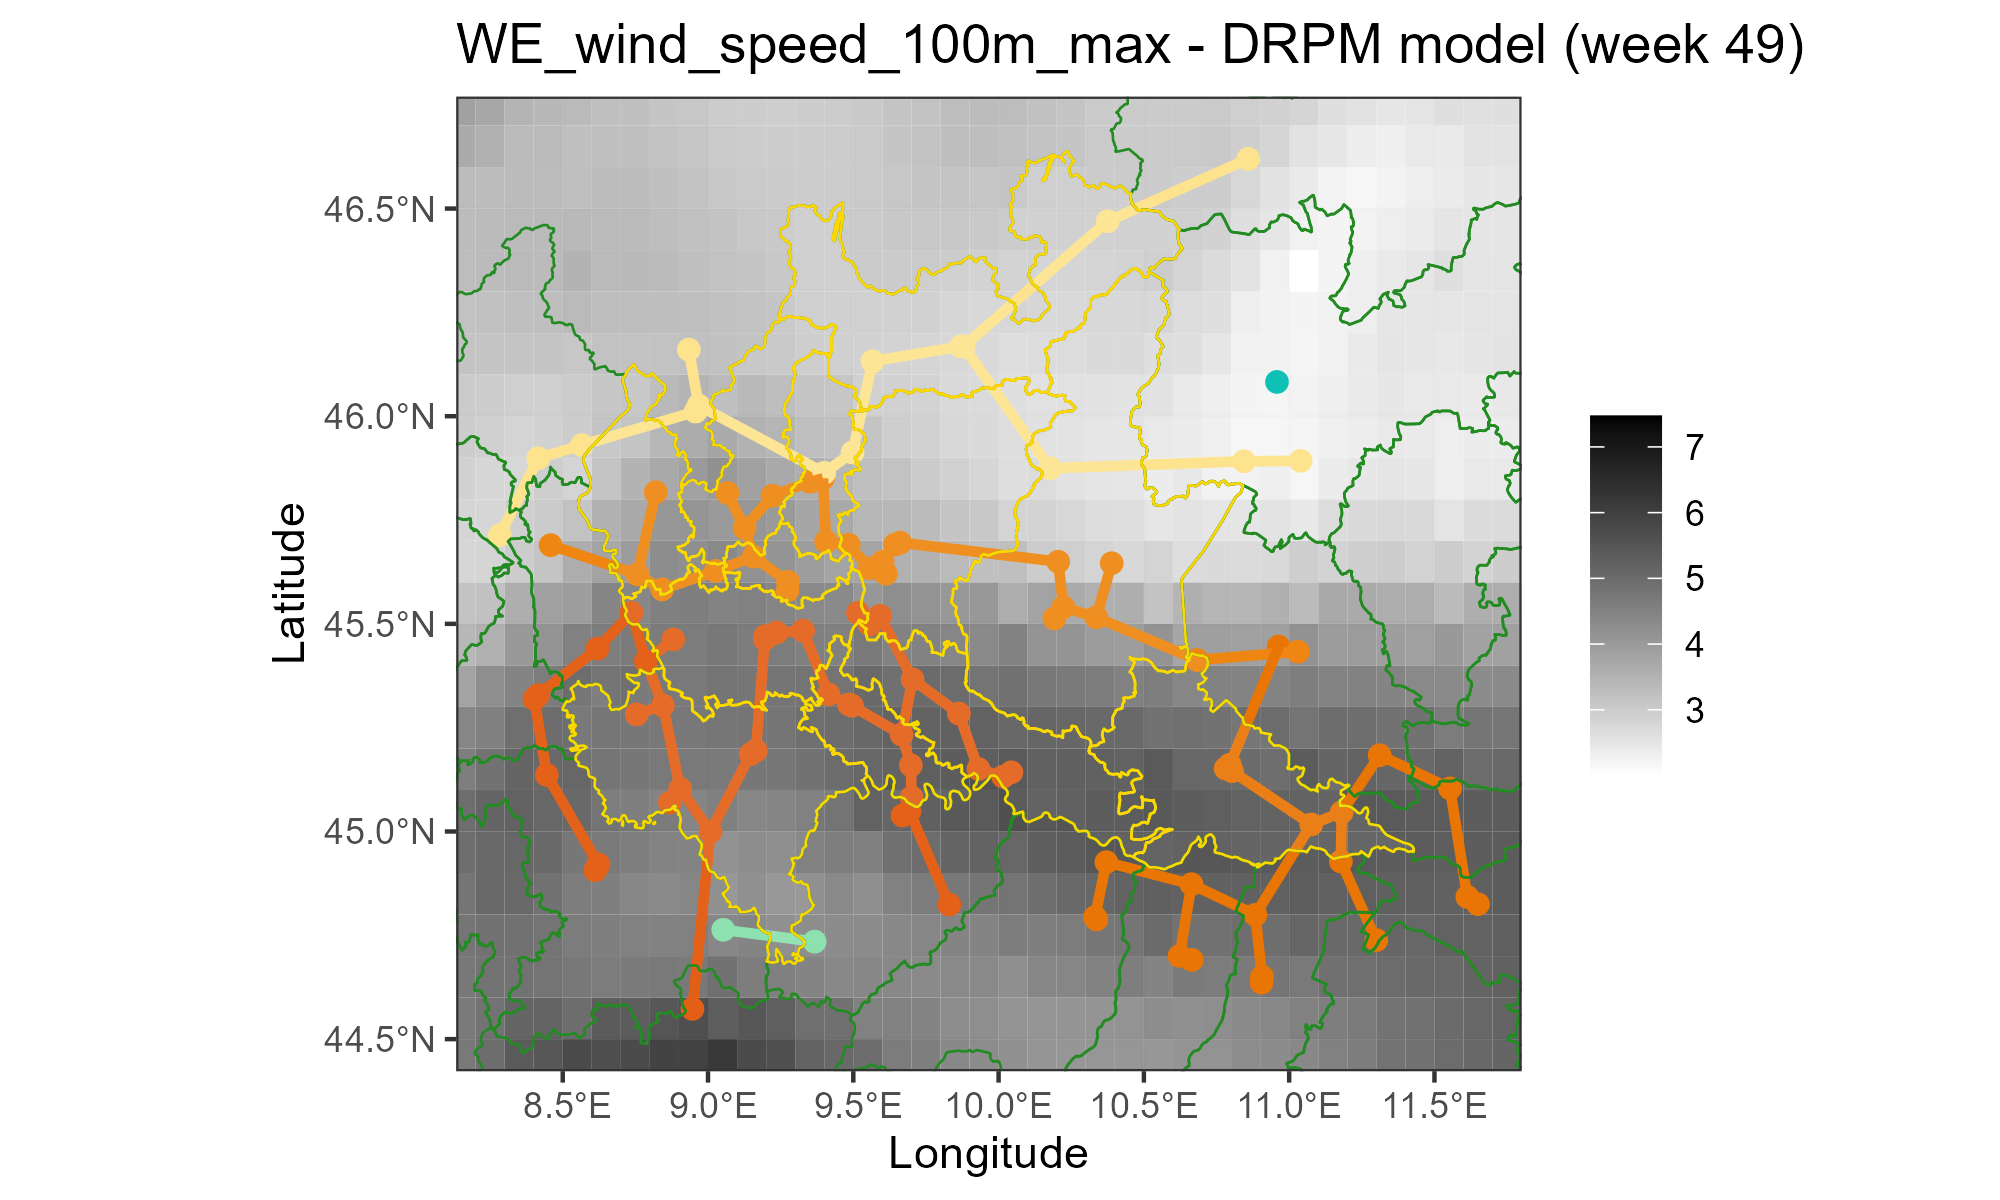 WE_wind_speed_100m_max - DRPM model (week 49)
46.5°N
46.0°N
45.5°N
45.0°N
44.5°N
Latitude
8.5°E
9.0°E
9.5°E
10.0°E
10.5°E
11.0°E
11.5°E
Longitude
7
6
5
4
3